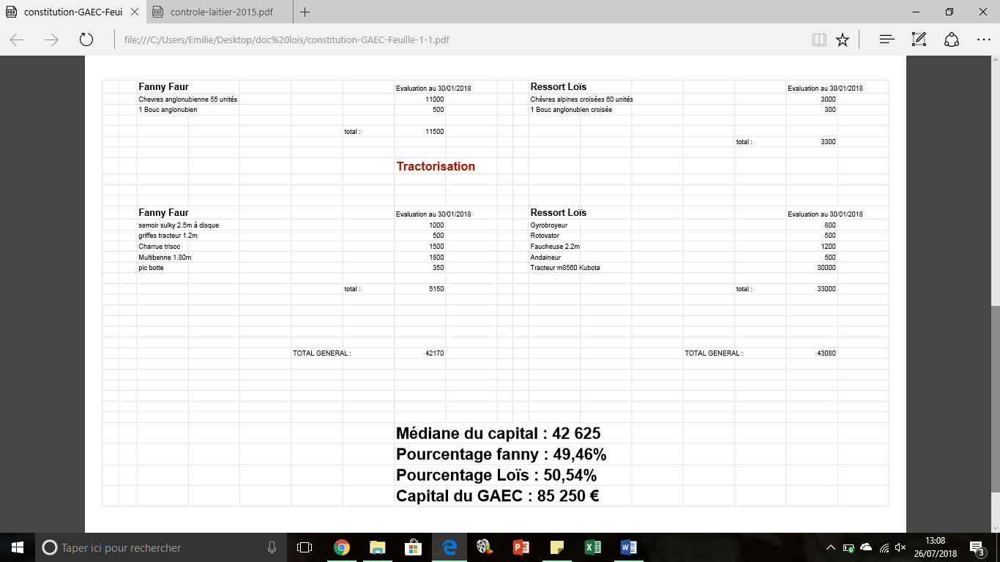 constitution-GAEC-Feui
controle-laitier-2015.pdf
file:///C:/Users/Emilie/Desktop/doc%20lois/constitution-GAEC-Feuille-1-1.pdf
Fanny Faur Evaluation au 30/01/2018 Ressort Loïs Evaluation au 30/01/2018
Chevres anglonubienne 55 unités 11000 Chèvres alpines croisées 60 unités 3000
1 Bouc anglonubien 500 1 Bouc anglonubien croisée 300
total : 11500
total : 3300
Tractorisation
Fanny Faur Evaluation au 30/01/2018 Ressort Loïs Evaluation au 30/01/2018
semoir sulky 2.5m à disque 1000 Gyrobroyeur 800
griffes tracteur 1.2m 500 Rotovator 500
Charrue trisoc 1500 Faucheuse 2.2m 1200
Multibenne 1.80m 1800 Andaineur 500
pic botte 350 Tracteur m8560 Kubota 30000
total : 5150 total : 33000
TOTAL GENERAL : 42170 TOTAL GENERAL : 43080
Médiane du capital : 42 625
Pourcentage fanny : 49,46%
Pourcentage Loïs : 50,54%
Capital du GAEC : 85 250 €
Taper ici pour rechercher
13:08
26/07/2018
3